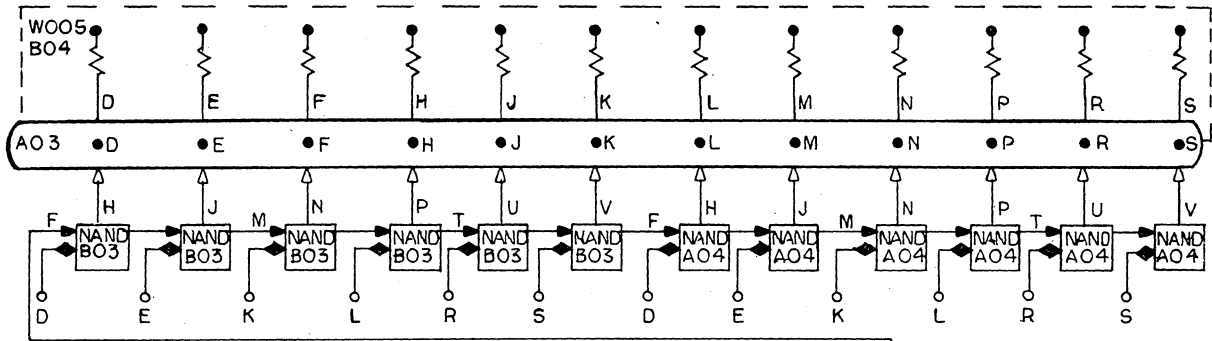 W005
B04
D E F H J K L M N P R S
A03 D E F H J K L M N P R S
F H J M N P T U V F H J M N P T U V
NAND NAND NAND NAND NAND NAND NAND NAND NAND NAND NAND NAND
B03 B03 B03 B03 B03 B03 A04 A04 A04 A04 A04 A04
D E K L R S D E K L R S